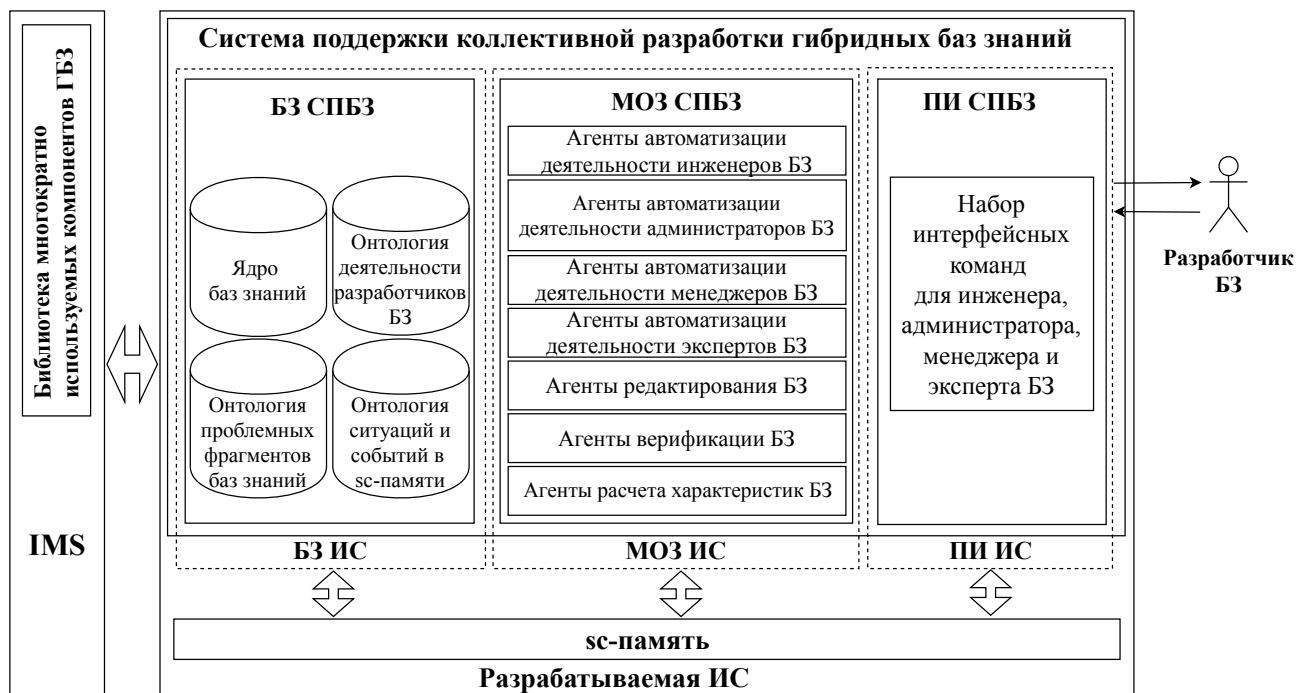 Библиотека многократно
используемых компонентов ГБЗ
IMS
Система поддержки коллективной разработки гибридных баз знаний
БЗ СПБЗ
Ядро
баз знаний
Онтология
деятельности
разработчиков
БЗ
Онтология
проблемных
фрагментов
баз знаний
Онтология
ситуаций и
событий в
sc-памяти
МОЗ СПБЗ
Агенты автоматизации
деятельности инженеров БЗ
Агенты автоматизации
деятельности администраторов БЗ
Агенты автоматизации
деятельности менеджеров БЗ
Агенты автоматизации
деятельности экспертов БЗ
Агенты редактирования БЗ
Агенты верификации БЗ
Агенты расчета характеристик БЗ
ПИ СПБЗ
Набор
интерфейсных
команд
для инженера,
администратора,
менеджера и
эксперта БЗ
Разработчик
БЗ
БЗ ИС
МОЗ ИС
ПИ ИС
sc-память
Разрабатываемая ИС